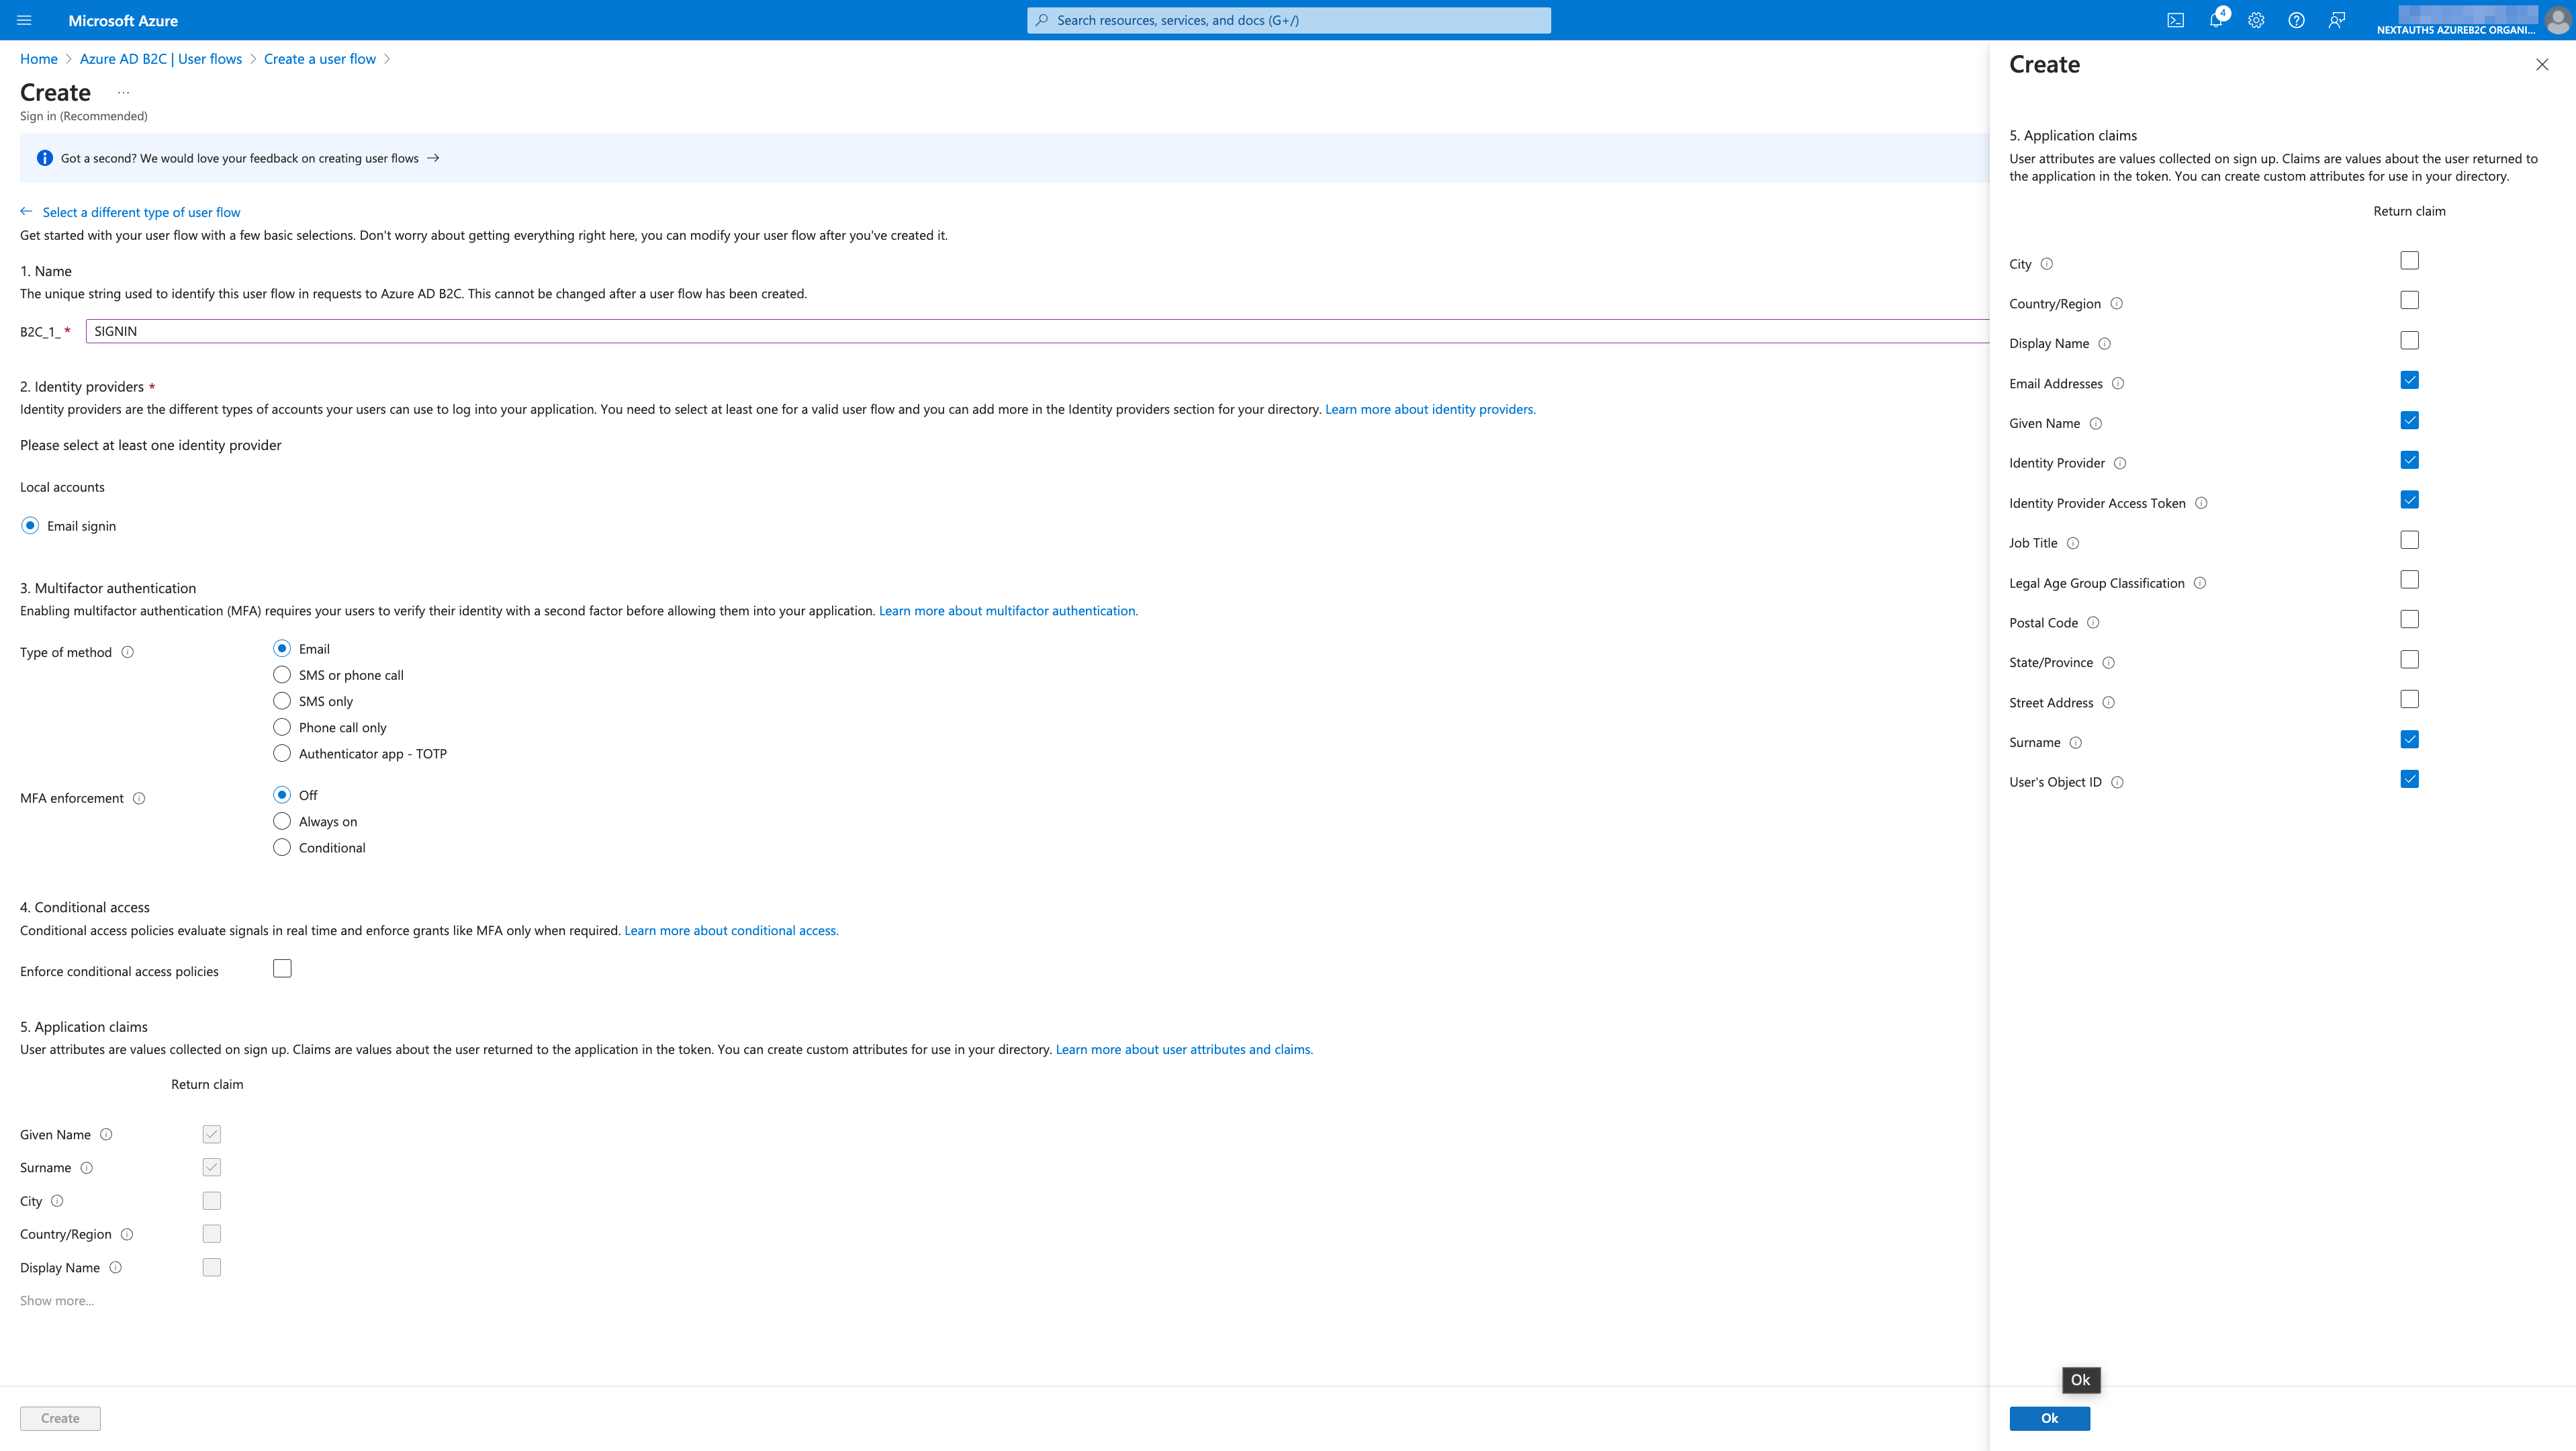 Microsoft Azure
Search resources, services, and docs (G+/)
4
NEXTAUTH5 AZUREB2C ORGANI...
Home > Azure AD B2C | User flows > Create a user flow >
Create ...
Sign in (Recommended)
Got a second? We would love your feedback on creating user flows →
← Select a different type of user flow
Get started with your user flow with a few basic selections. Don't worry about getting everything right here, you can modify your user flow after you've created it.
1. Name
The unique string used to identify this user flow in requests to Azure AD B2C. This cannot be changed after a user flow has been created.
B2C_1_ * SIGNIN
2. Identity providers *
Identity providers are the different types of accounts your users can use to log into your application. You need to select at least one for a valid user flow and you can add more in the Identity providers section for your directory. Learn more about identity providers.
Please select at least one identity provider
Local accounts
Email signin
3. Multifactor authentication
Enabling multifactor authentication (MFA) requires your users to verify their identity with a second factor before allowing them into your application. Learn more about multifactor authentication.
Type of method
Email
SMS or phone call
SMS only
Phone call only
Authenticator app - TOTP
MFA enforcement
Off
Always on
Conditional
4. Conditional access
Conditional access policies evaluate signals in real time and enforce grants like MFA only when required. Learn more about conditional access.
Enforce conditional access policies
5. Application claims
User attributes are values collected on sign up. Claims are values about the user returned to the application in the token. You can create custom attributes for use in your directory. Learn more about user attributes and claims.
Return claim
Given Name
Surname
City
Country/Region
Display Name
Show more...
Create
Create
5. Application claims
User attributes are values collected on sign up. Claims are values about the user returned to
the application in the token. You can create custom attributes for use in your directory.
Return claim
City
Country/Region
Display Name
Email Addresses
Given Name
Identity Provider
Identity Provider Access Token
Job Title
Legal Age Group Classification
Postal Code
State/Province
Street Address
Surname
User's Object ID
Ok
Ok